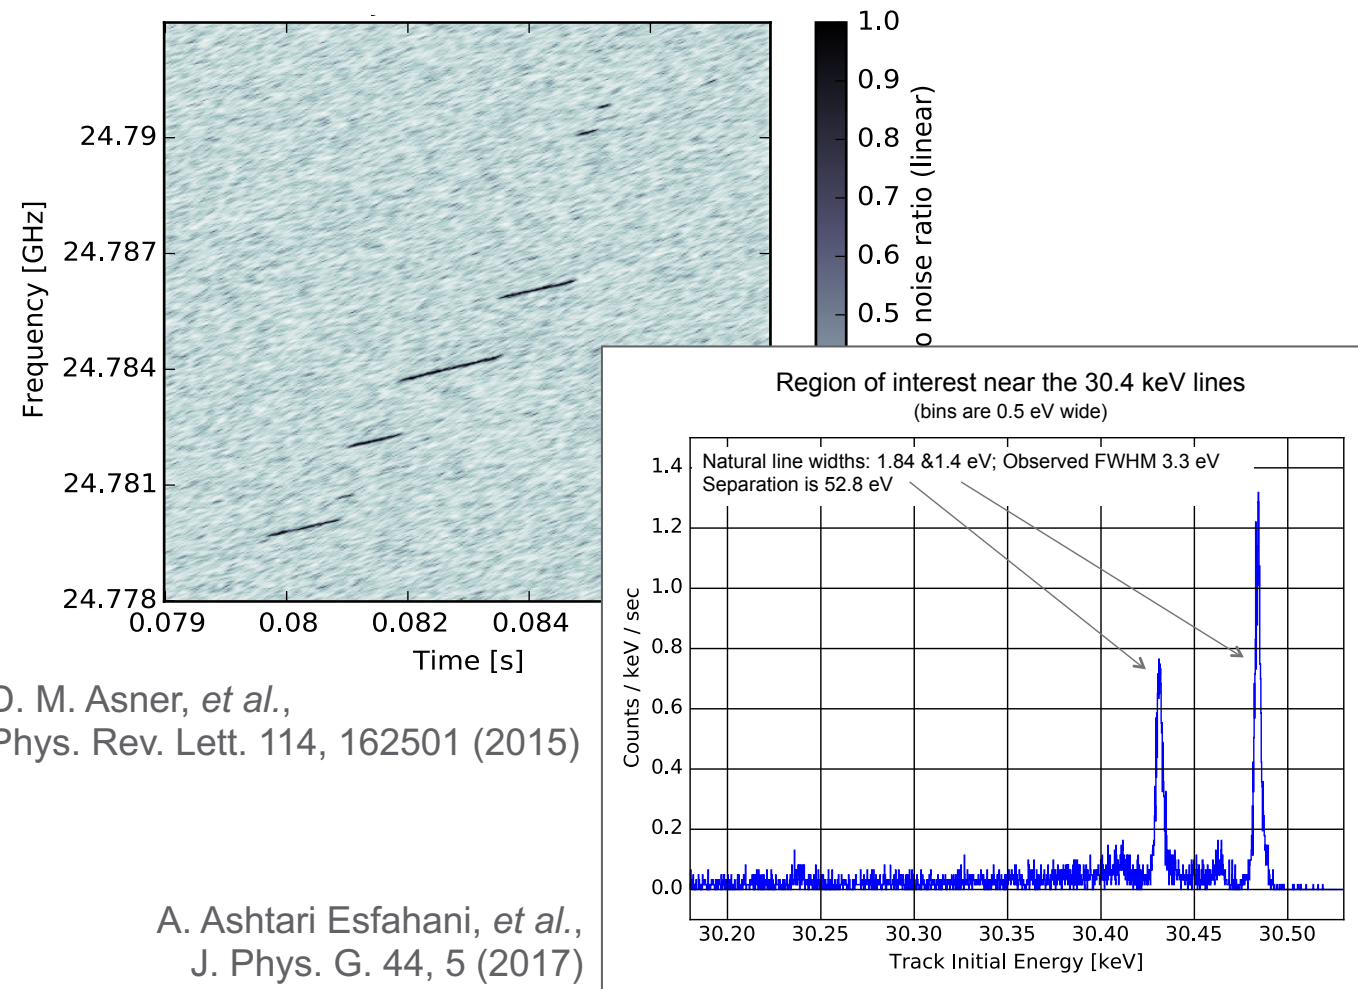 Frequency [GHz]
24.79
24.787
24.784
24.781
24.778
0.079
0.08
0.082
0.084
Time [s]
1.0
0.9
0.8
0.7
0.6
0.5
o noise ratio (linear)
D. M. Asner, et al.,
Phys. Rev. Lett. 114, 162501 (2015)
A. Ashtari Esfahani, et al.,
J. Phys. G. 44, 5 (2017)
Region of interest near the 30.4 keV lines
(bins are 0.5 eV wide)
Natural line widths: 1.84 &1.4 eV; Observed FWHM 3.3 eV
Separation is 52.8 eV
Counts / keV / sec
1.4
1.2
1.0
0.8
0.6
0.4
0.2
0.0
30.20
30.25
30.30
30.35
30.40
30.45
30.50
Track Initial Energy [keV]